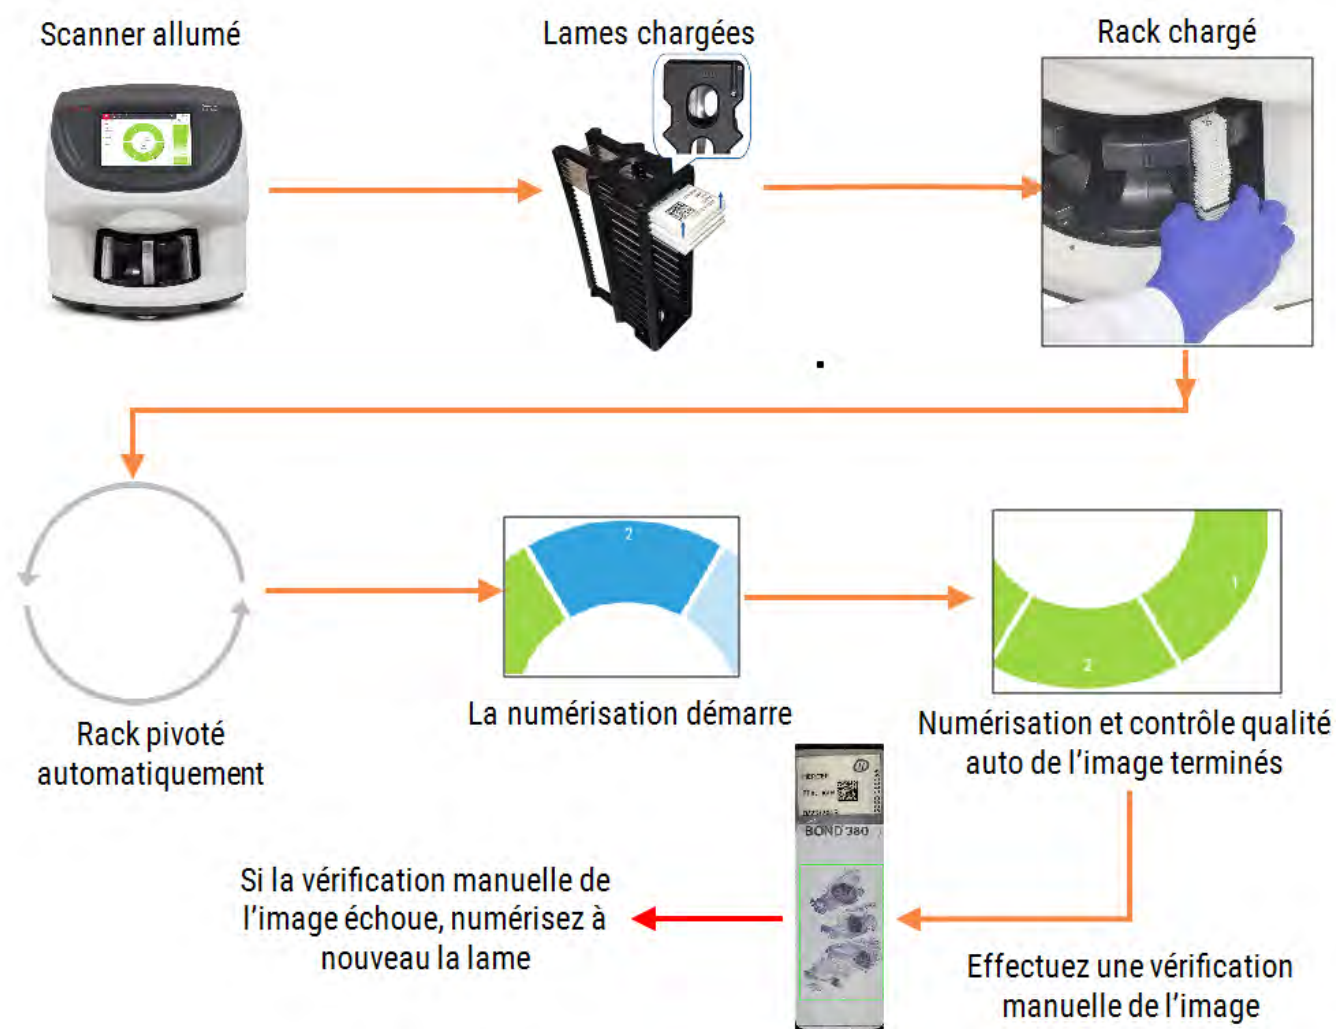 Scanner allumé
Lames chargées
Rack chargé
Rack pivoté
automatiquement
2
La numérisation démarre
1
2
Numérisation et contrôle qualité
auto de l'image terminés
BOND 380
Si la vérification manuelle de
l'image échoue, numérisez à
nouveau la lame
Effectuez une vérification
manuelle de l'image